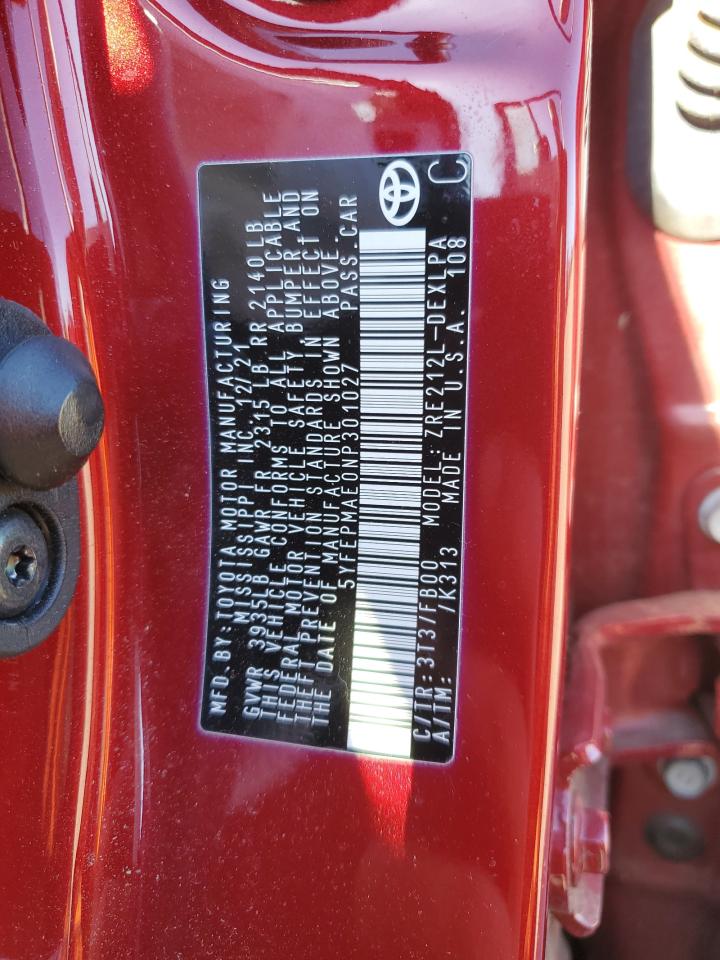 MFD. BY: TOYOTA MOTOR MANUFACTURING
MISSISSIPPI INC. 12/21
GVWR 3935LB GAWR FR 2315 LB RR 2140LB
THIS VEHICLE CONFORMS TO ALL APPLICABLE
FEDERAL MOTOR VEHICLE SAFETY, BUMPER AND
THEFT PREVENTION STANDARDS IN EFFECT ON
THE DATE OF MANUFACTURE SHOWN ABOVE.
5YFEPMAE0NP301027 PASS. CAR
C/TR: 3T3/FB00 MODEL: ZRE212L-DEXLPA
A/TM: /K313 MADE IN U.S.A. 108 C